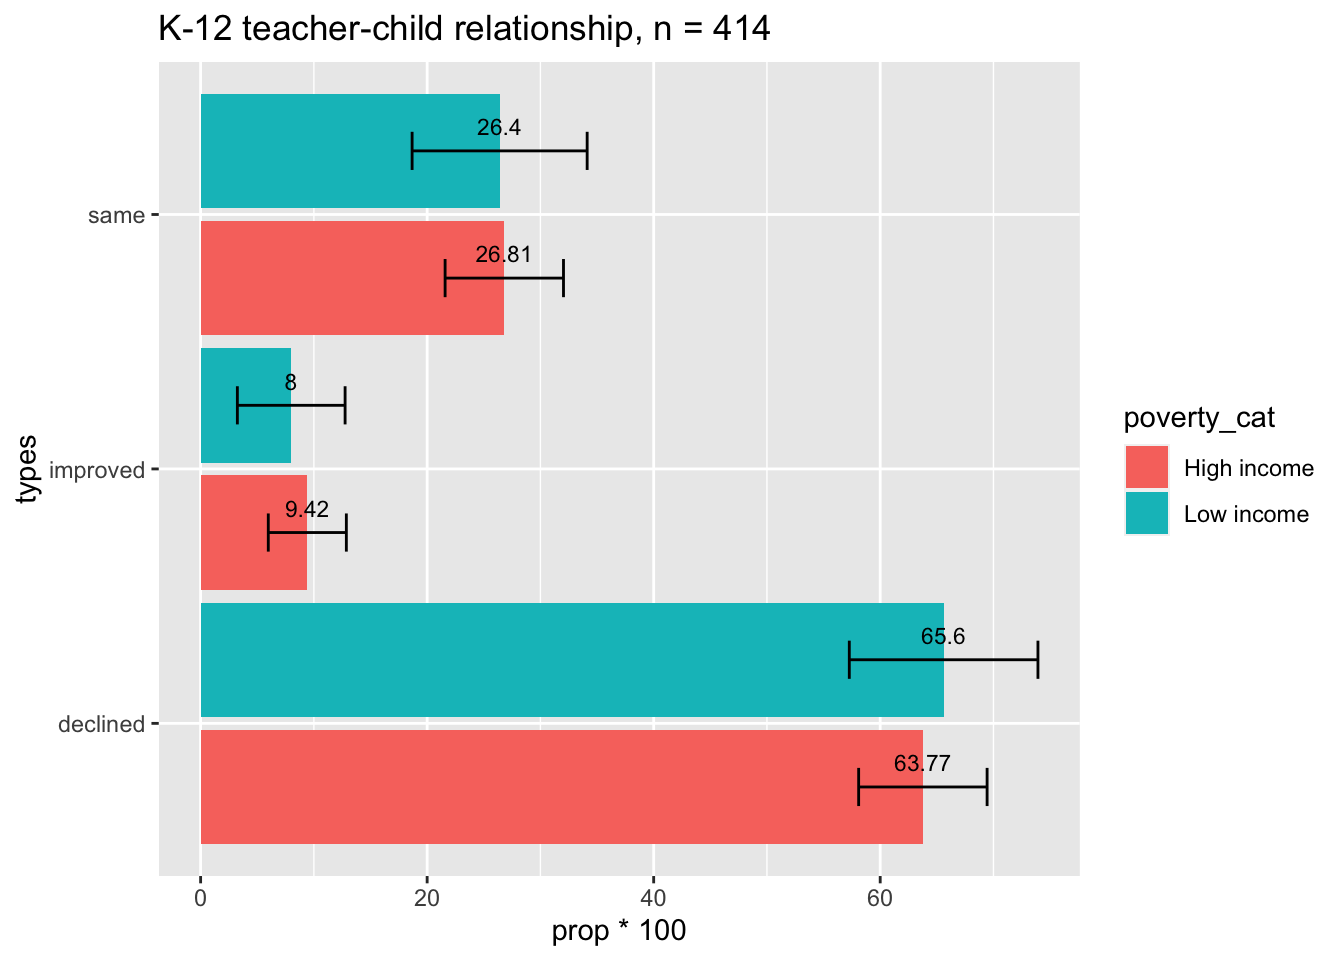 K-12 teacher-child relationship, n = 414
26.4
same
26.81
8
types
improved
9.42
65.6
declined
63.77
0 20 40 60
prop * 100
poverty_cat
High income
Low income